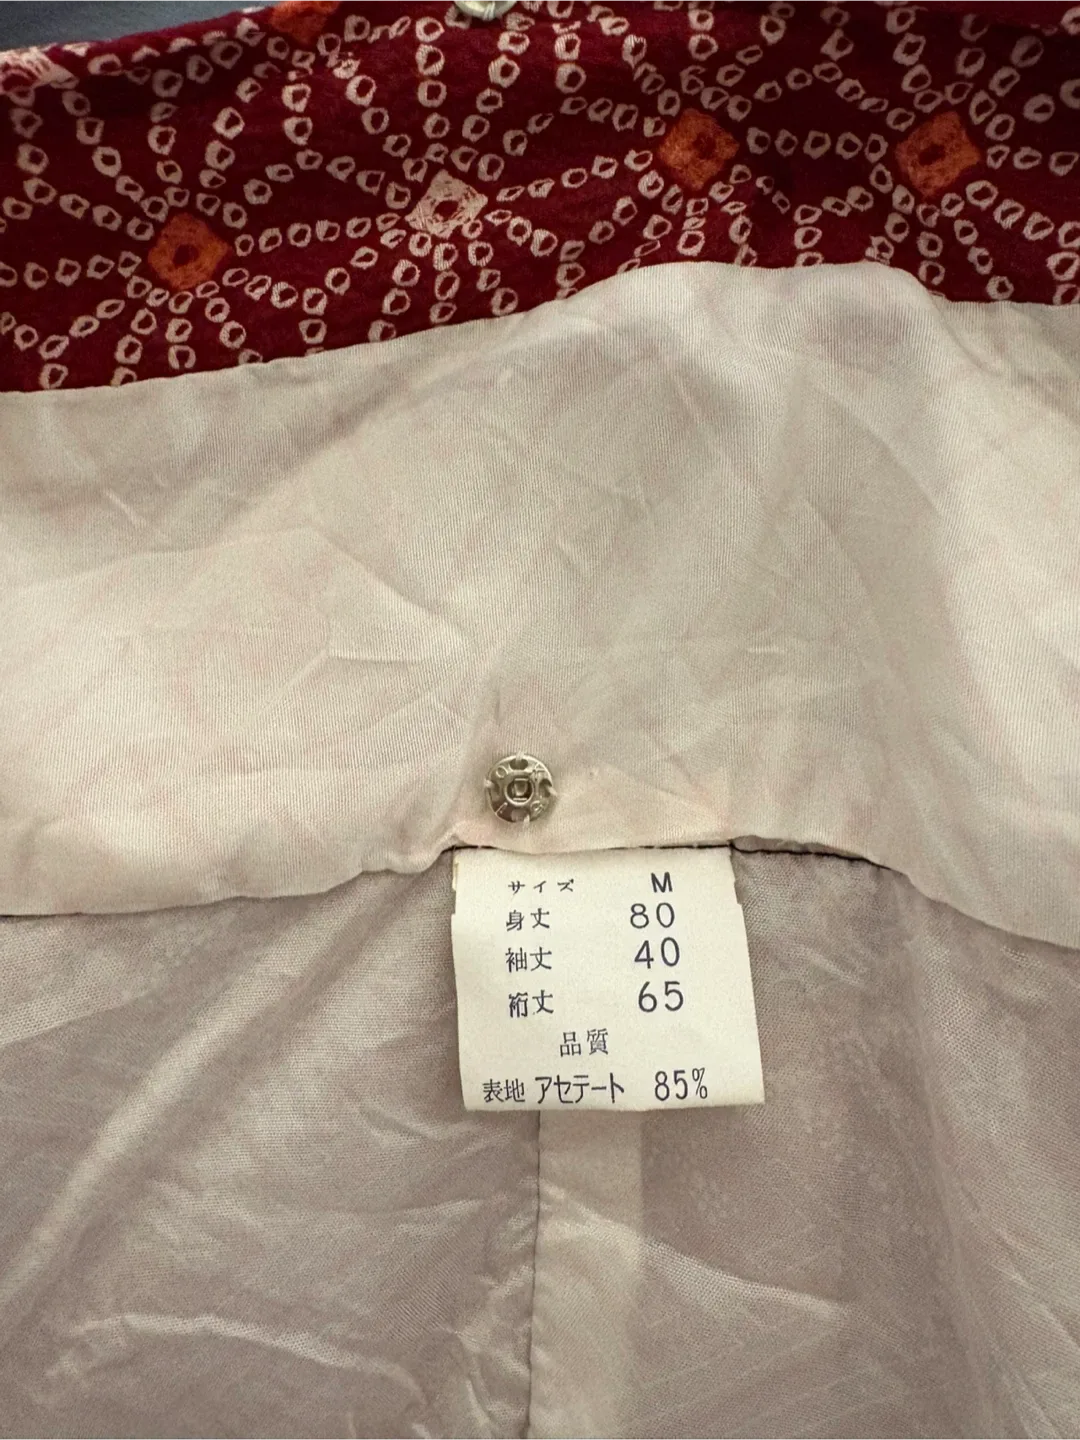 サイズ M
身丈 80
袖丈 40
裄丈 65
品質
表地 アセテート 85%